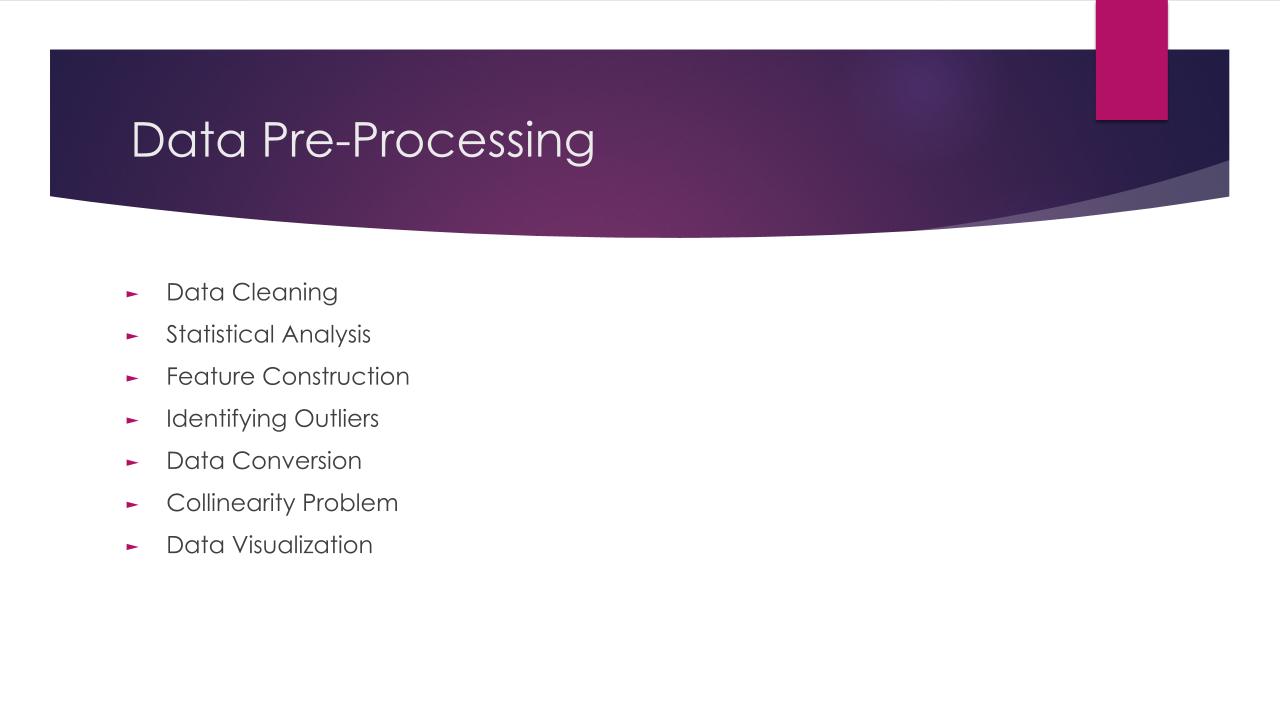 Data Pre-Processing
► Data Cleaning
► Statistical Analysis
► Feature Construction
► Identifying Outliers
► Data Conversion
► Collinearity Problem
► Data Visualization